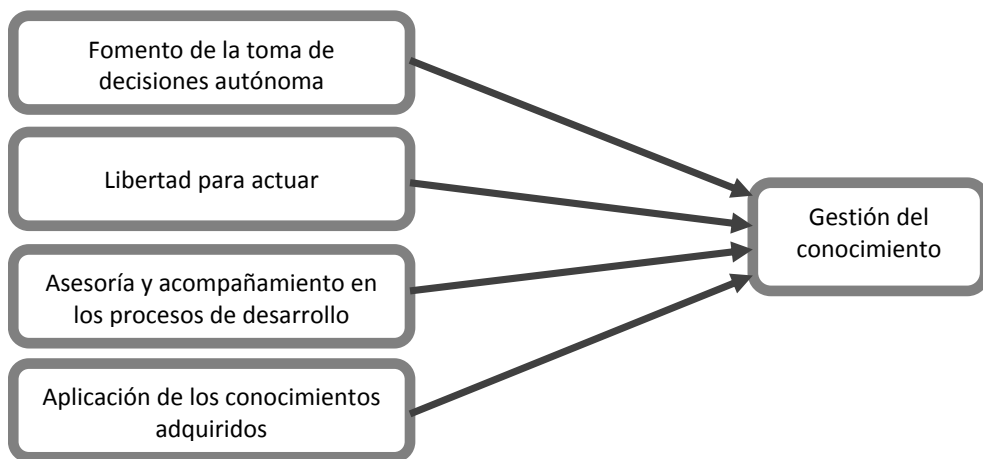 Fomento de la toma de
decisiones autónoma
Libertad para actuar
Asesoría y acompañamiento en
los procesos de desarrollo
Aplicación de los conocimientos
adquiridos
Gestión del
conocimiento